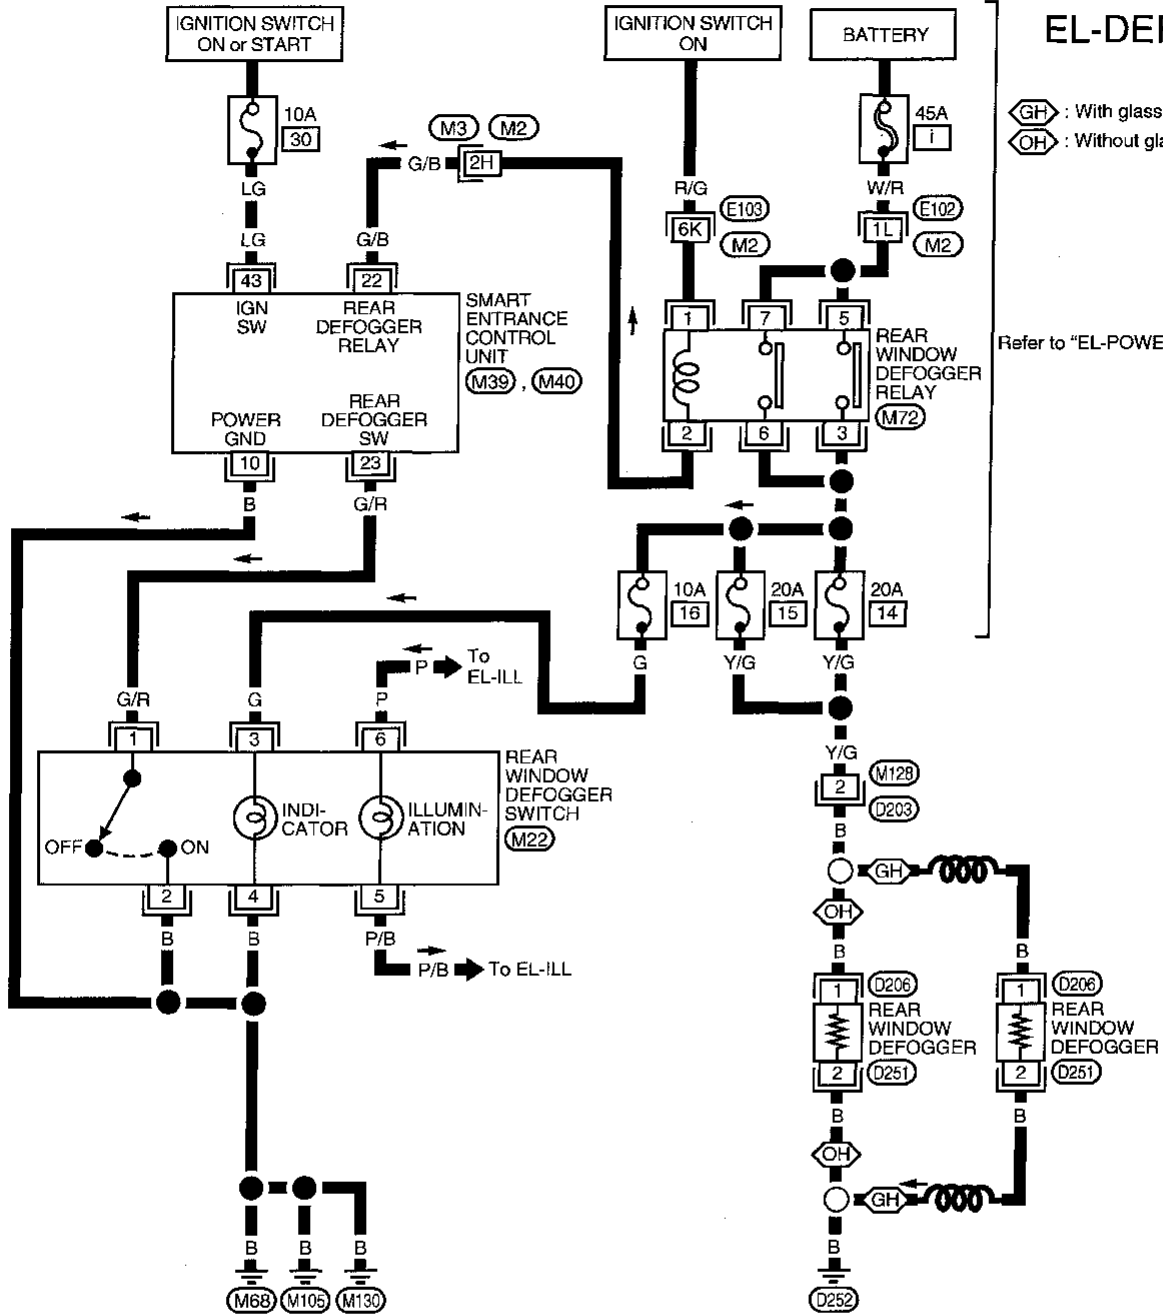 IGNITION SWITCH
ON or START
IGNITION SWITCH
ON
BATTERY
EL-DE
10A
30
M3 M2
G/B 2H
45A
i
GH : With glass
OH : Without gla
LG
R/G
W/R
E103
6K
M2
E102
1L
M2
LG
G/B
43
22
IGN
SW
REAR
DEFOGGER
RELAY
SMART
ENTRANCE
CONTROL
UNIT
M39 , M40
1
7
5
REAR
WINDOW
DEFOGGER
RELAY
M72
Refer to "EL-POWE
POWER
GND
REAR
DEFOGGER
SW
2
6
3
10
23
B
G/R
10A
16
20A
15
20A
14
G
Y/G
Y/G
P
To
EL-ILL
G/R
G
P
1
3
6
REAR
WINDOW
DEFOGGER
SWITCH
M22
Y/G
2
M128
D203
B
OFF
ON
INDI-
CATOR
ILLUMIN-
ATION
GH
OH
2
4
5
B
B
P/B
P/B
To EL-ILL
B
B
1
D206
1
D206
REAR
WINDOW
DEFOGGER
REAR
WINDOW
DEFOGGER
2
D251
2
D251
B
B
OH
GH
B
B
B
B
M68 M105 M130
D252